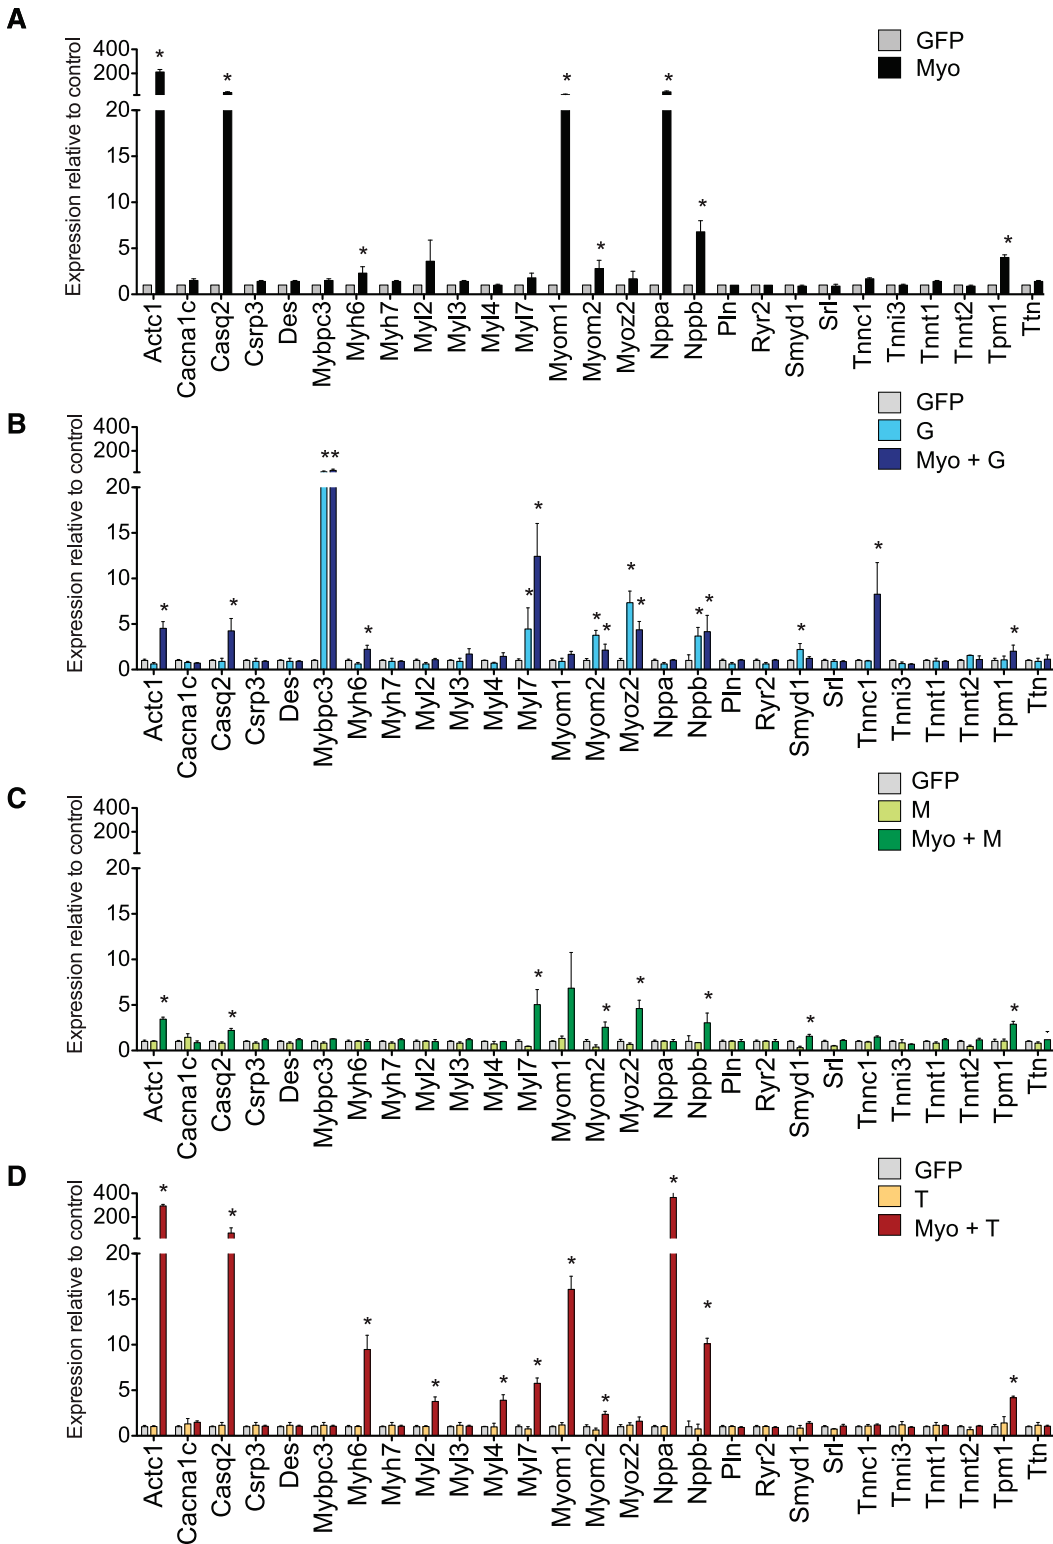 A
Expression relative to control
400
200
20
15
10
5
0
* * * * * * * *
GFP
Myo
Actc1 Cacna1c Casq2 Csrp3 Des Mybpc3 Myh6 Myh7 Myl2 Myl3 Myl4 Myl7 Myom1 Myom2 Myoz2 Nppa Nppb Pln Ryr2 Smyd1 Srl Tnnc1 Tnni3 Tnnt1 Tnnt2 Tpm1 Ttn
B
Expression relative to control
400
200
20
15
10
5
0
* * ** * * * * * * * * * * * *
GFP
G
Myo + G
Actc1 Cacna1c Casq2 Csrp3 Des Mybpc3 Myh6 Myh7 Myl2 Myl3 Myl4 Myl7 Myom1 Myom2 Myoz2 Nppa Nppb Pln Ryr2 Smyd1 Srl Tnnc1 Tnni3 Tnnt1 Tnnt2 Tpm1 Ttn
C
Expression relative to control
400
200
20
15
10
5
0
* * * * * * * *
GFP
M
Myo + M
Actc1 Cacna1c Casq2 Csrp3 Des Mybpc3 Myh6 Myh7 Myl2 Myl3 Myl4 Myl7 Myom1 Myom2 Myoz2 Nppa Nppb Pln Ryr2 Smyd1 Srl Tnnc1 Tnni3 Tnnt1 Tnnt2 Tpm1 Ttn
D
Expression relative to control
400
200
20
15
10
5
0
* * * * * * * * * * *
GFP
T
Myo + T
Actc1 Cacna1c Casq2 Csrp3 Des Mybpc3 Myh6 Myh7 Myl2 Myl3 Myl4 Myl7 Myom1 Myom2 Myoz2 Nppa Nppb Pln Ryr2 Smyd1 Srl Tnnc1 Tnni3 Tnnt1 Tnnt2 Tpm1 Ttn